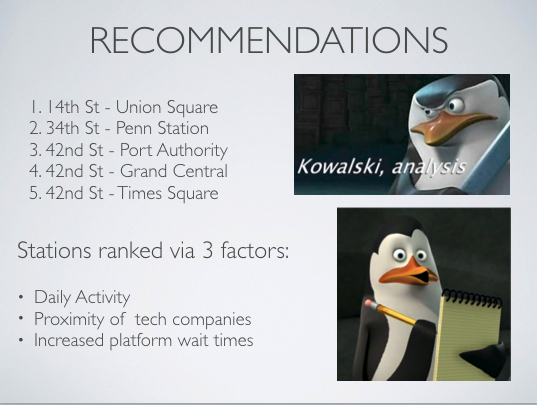 RECOMMENDATIONS
1. 14th St - Union Square
2. 34th St - Penn Station
3. 42nd St - Port Authority
4. 42nd St - Grand Central
5. 42nd St - Times Square
Kowalski, analysis
Stations ranked via 3 factors:
• Daily Activity
• Proximity of tech companies
• Increased platform wait times